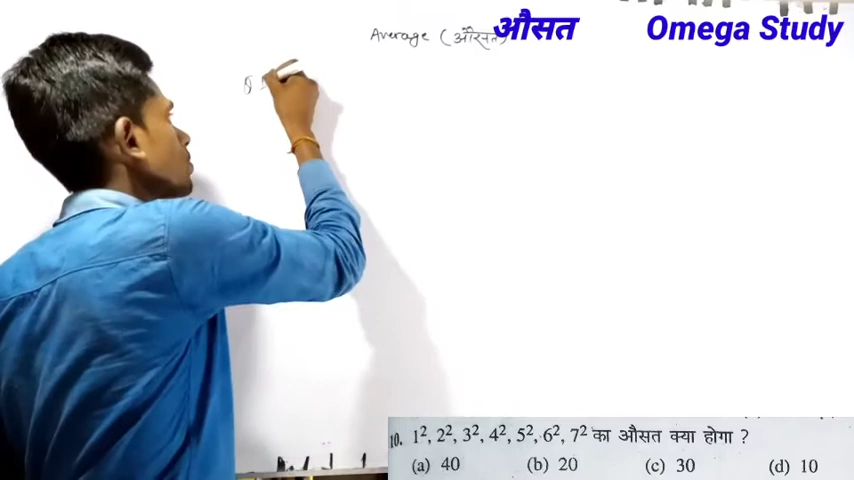 Average (औसत) औसत Omega Study
Q
10. 1², 2², 3², 4², 5², 6², 7² का औसत क्या होगा ?
(a) 40 (b) 20 (c) 30 (d) 10